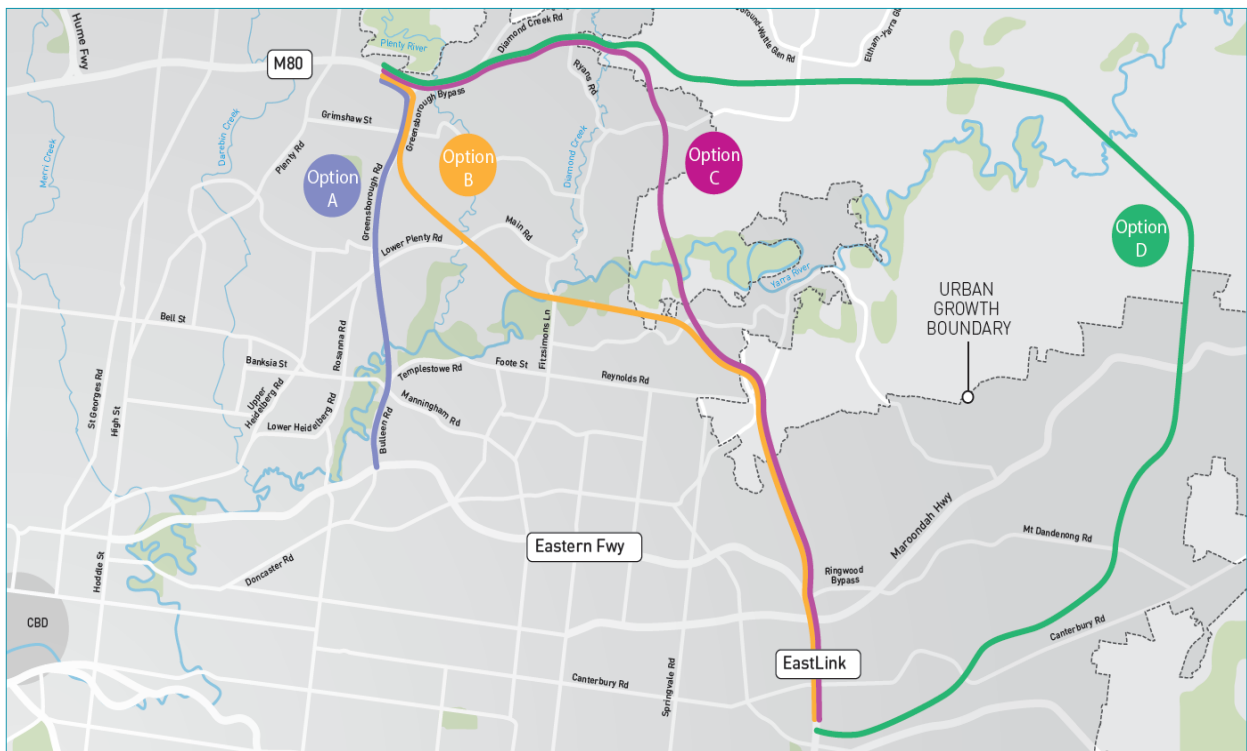 Hume Fwy
M80
Plenty River
Diamond Creek Rd
Eltham-Yarra Gl
Ryans Rd
Greensborough Bypass
Grimshaw St
Plenty Rd
Darebin Creek
Merri Creek
Option
A
Greensborough Rd
Option
B
Diamond Creek
Option
C
Option
D
Main Rd
Lower Plenty Rd
Yarra River
URBAN
GROWTH
BOUNDARY
Bell St
Rosanna Rd
Banksia St
Upper
Heidelberg Rd
Lower Heidelberg Rd
Templestowe Rd
Foote St
Fitzsimons Ln
Reynolds Rd
Manningham Rd
Bulleen Rd
St Georges Rd
High St
Maroondah Hwy
Mt Dandenong Rd
Eastern Fwy
Ringwood
Bypass
Hoddle St
Doncaster Rd
CBD
Canterbury Rd
EastLink
Canterbury Rd
Springvale Rd